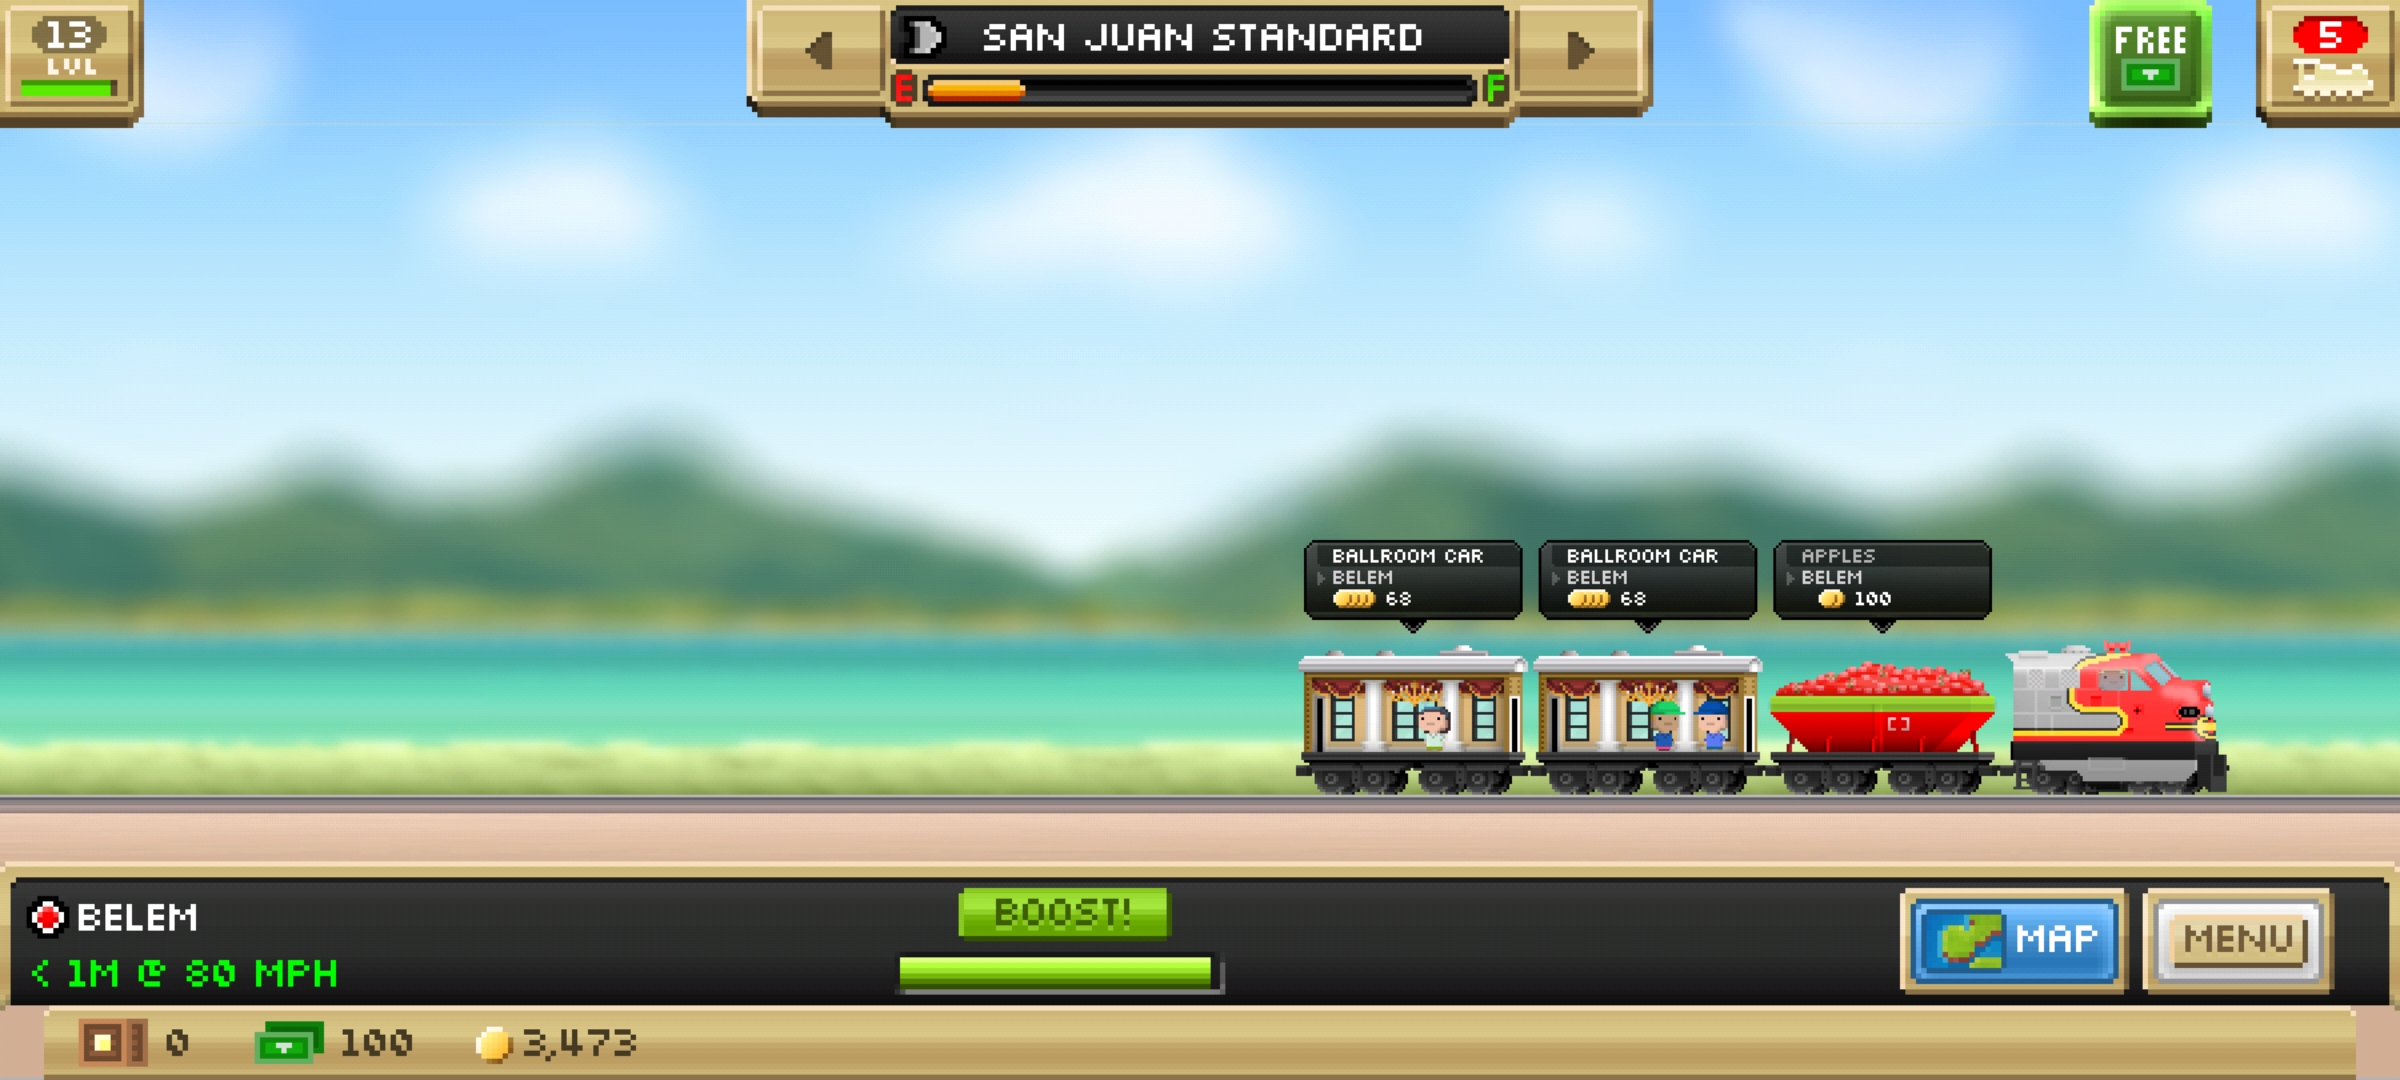 13
LVL
SAN JUAN STANDARD
E F
FREE
5
BALLROOM CAR
BELEM
68
BALLROOM CAR
BELEM
68
APPLES
BELEM
100
BELEM
< 1M @ 80 MPH
BOOST!
MAP
MENU
0
100
3,473